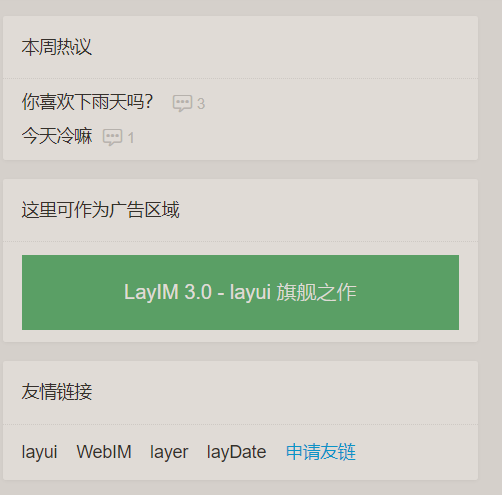 本周热议
你喜欢下雨天吗? 3
今天冷嘛 1
这里可作为广告区域
LayIM 3.0 - layui 旗舰之作
友情链接
layui WebIM layer layDate 申请友链